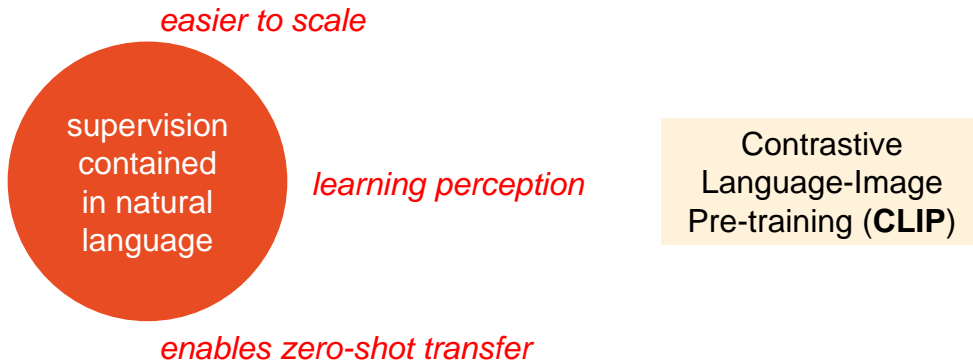 easier to scale
supervision
contained
in natural
language
learning perception
Contrastive
Language-Image
Pre-training (CLIP)
enables zero-shot transfer